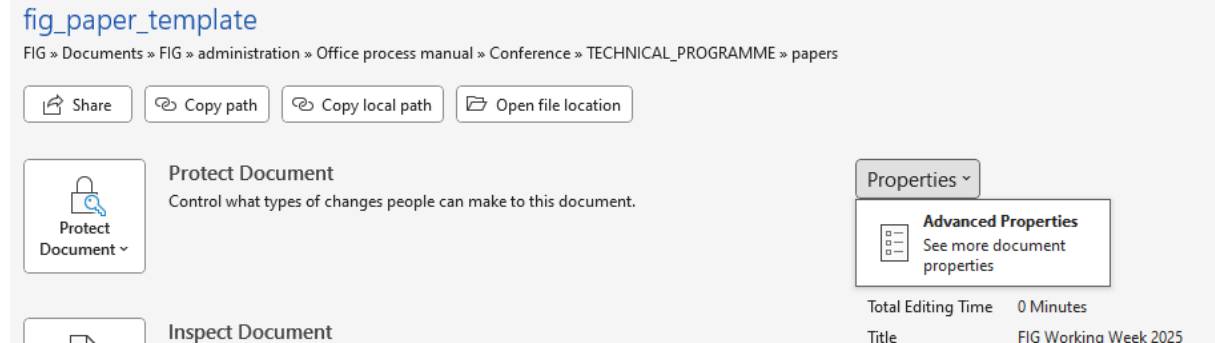 fig_paper_template
FIG » Documents » FIG » administration » Office process manual » Conference » TECHNICAL_PROGRAMME » papers
Share
Copy path
Copy local path
Open file location
Protect
Document
Protect Document
Control what types of changes people can make to this document.
Properties
Advanced Properties
See more document
properties
Total Editing Time 0 Minutes
Inspect Document
Title FIG Working Week 2025